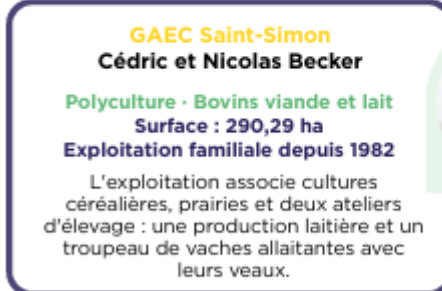 GAEC Saint-Simon
Cédric et Nicolas Becker
Polyculture · Bovins viande et lait
Surface : 290,29 ha
Exploitation familiale depuis 1982
L'exploitation associe cultures
céréalières, prairies et deux ateliers
d'élevage : une production laitière et un
troupeau de vaches allaitantes avec
leurs veaux.